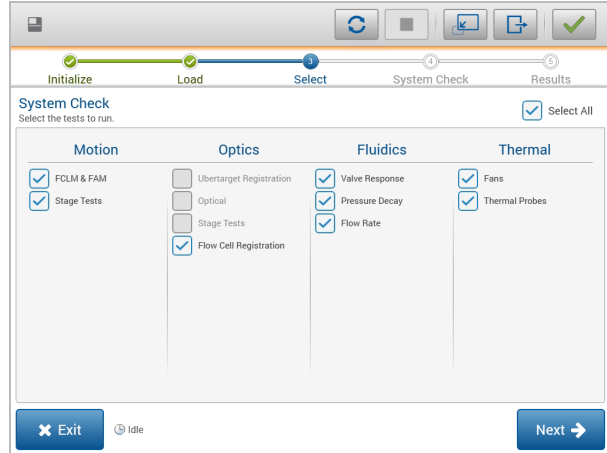 3
4
5
Initialize
Load
Select
System Check
Results
System Check
Select the tests to run.
Select All
Motion
Optics
Fluidics
Thermal
FCLM & FAM
Ubertarget Registration
Valve Response
Fans
Stage Tests
Optical
Pressure Decay
Thermal Probes
Stage Tests
Flow Rate
Flow Cell Registration
Exit
Idle
Next